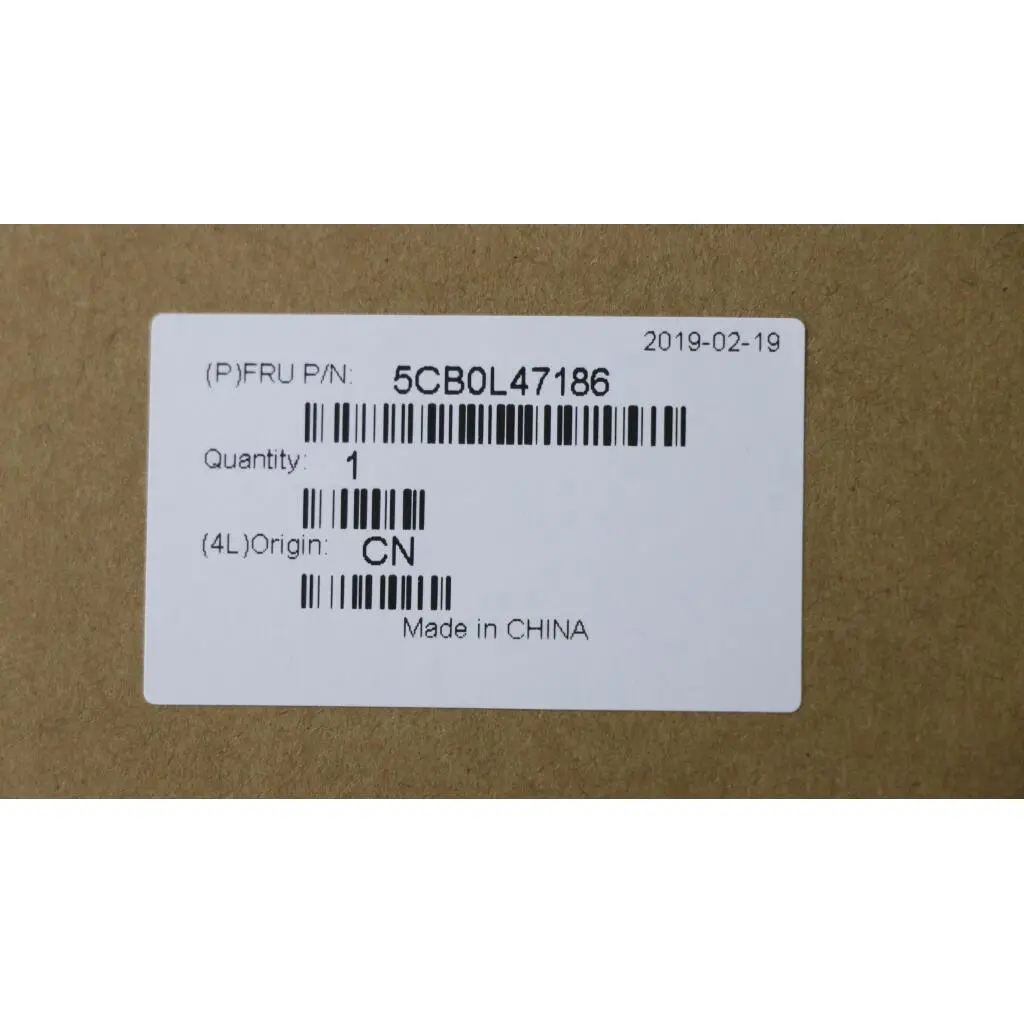 2019-02-19
(P)FRU P/N: 5CB0L47186
Quantity: 1
(4L)Origin: CN
Made in CHINA